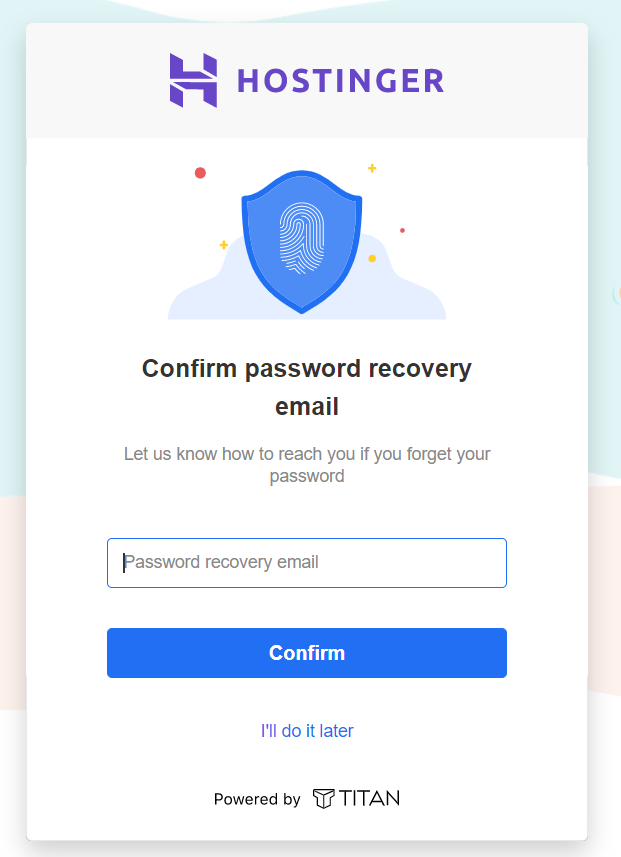 HOSTINGER
Confirm password recovery
email
Let us know how to reach you if you forget your
password
Password recovery email
Confirm
I'll do it later
Powered by TITAN